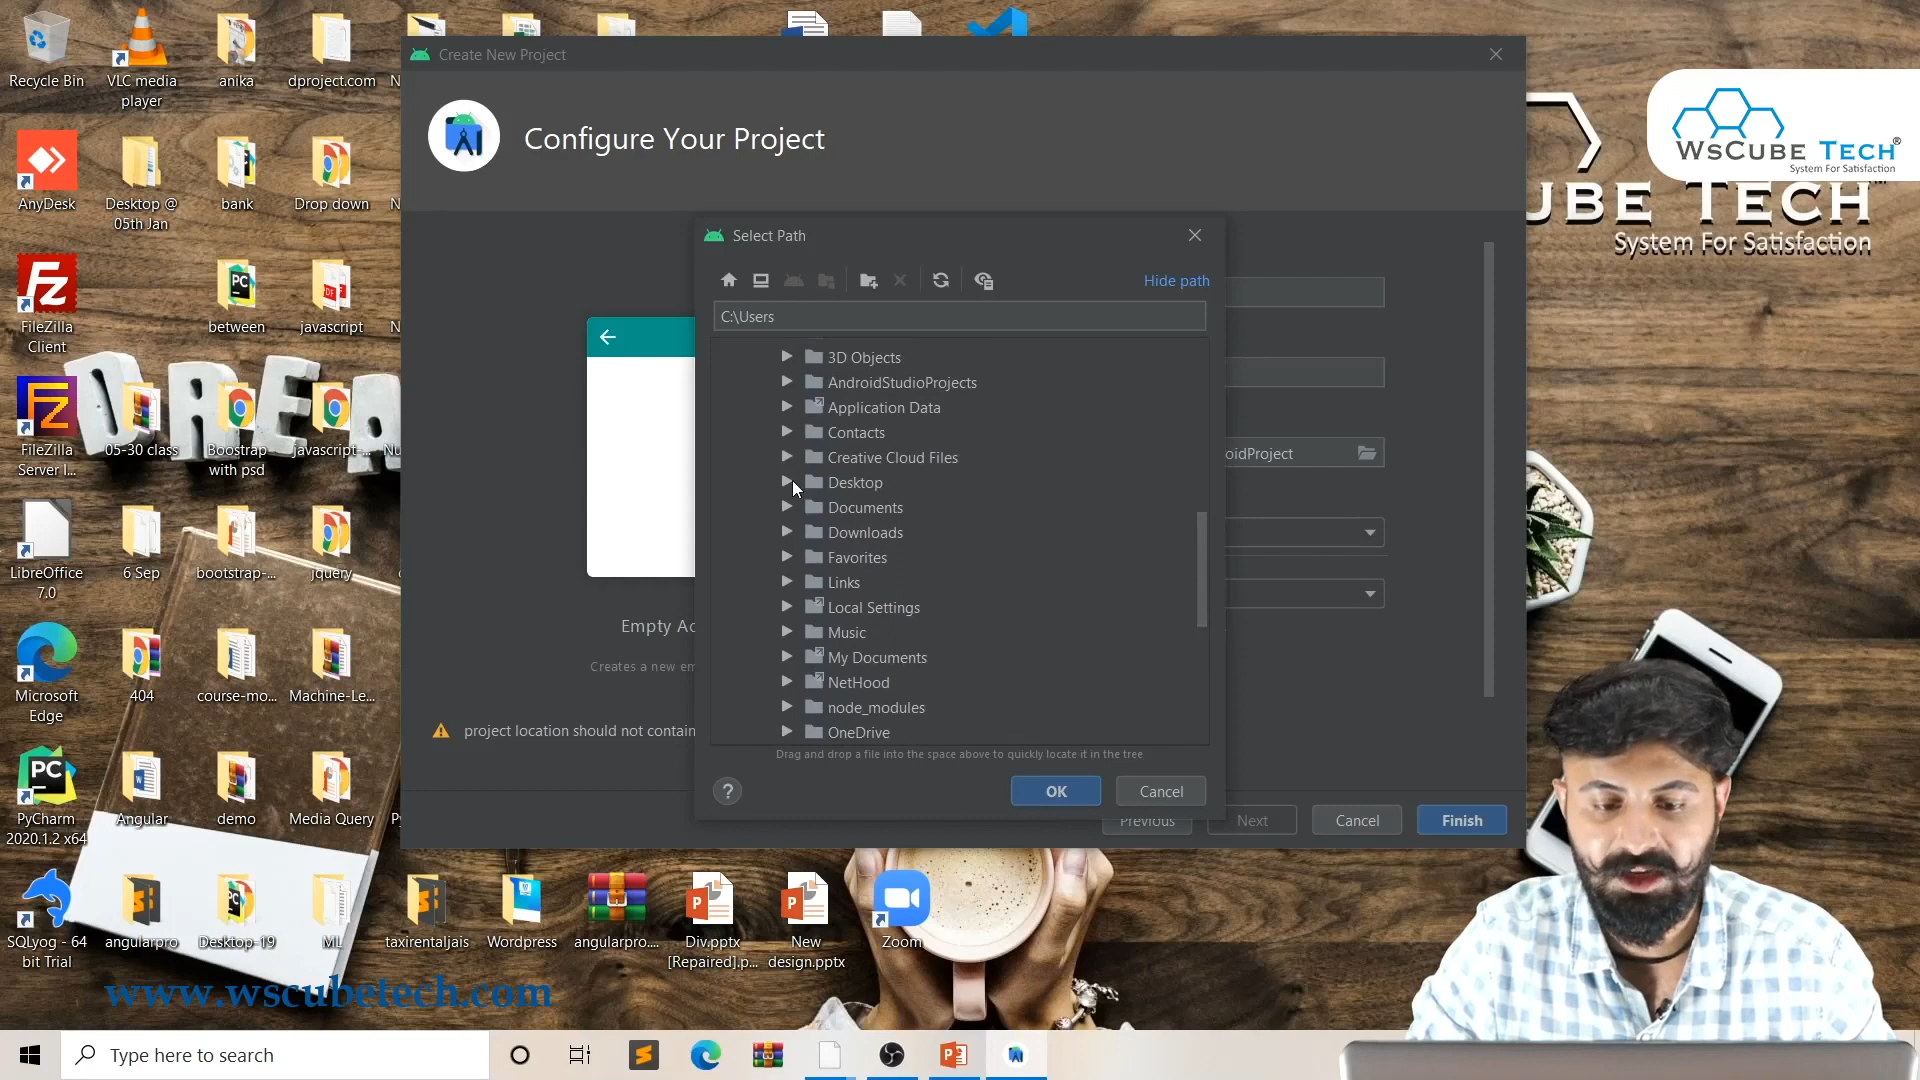 Create New Project
Configure Your Project
WsCUBE TECH®
System For Satisfaction
UBE TECH
System For Satisfaction
Select Path
Hide path
C:\Users
3D Objects
AndroidStudioProjects
Application Data
Contacts
Creative Cloud Files
Desktop
Documents
Downloads
Favorites
Links
Local Settings
Music
My Documents
NetHood
node_modules
OneDrive
Drag and drop a file into the space above to quickly locate it in the tree
?
OK
Cancel
oidProject
Empty Ac
Creates a new em
project location should not contain
Previous
Next
Cancel
Finish
Recycle Bin
VLC media
player
anika
dproject.com
AnyDesk
Desktop @
05th Jan
bank
Drop down
FileZilla
Client
between
javascript
FileZilla
Server I...
05-30 class
Boostrap
with psd
javascript-...
LibreOffice
7.0
6 Sep
bootstrap-...
jquery
Microsoft
Edge
404
course-mo...
Machine-Le...
PyCharm
2020.1.2 x64
Angular
demo
Media Query
SQLyog - 64
bit Trial
angularpro
Desktop-19
ML
taxirentaljais
Wordpress
angularpro....
Div.pptx
[Repaired].p...
New
design.pptx
Zoom
www.wscubetech.com
Type here to search